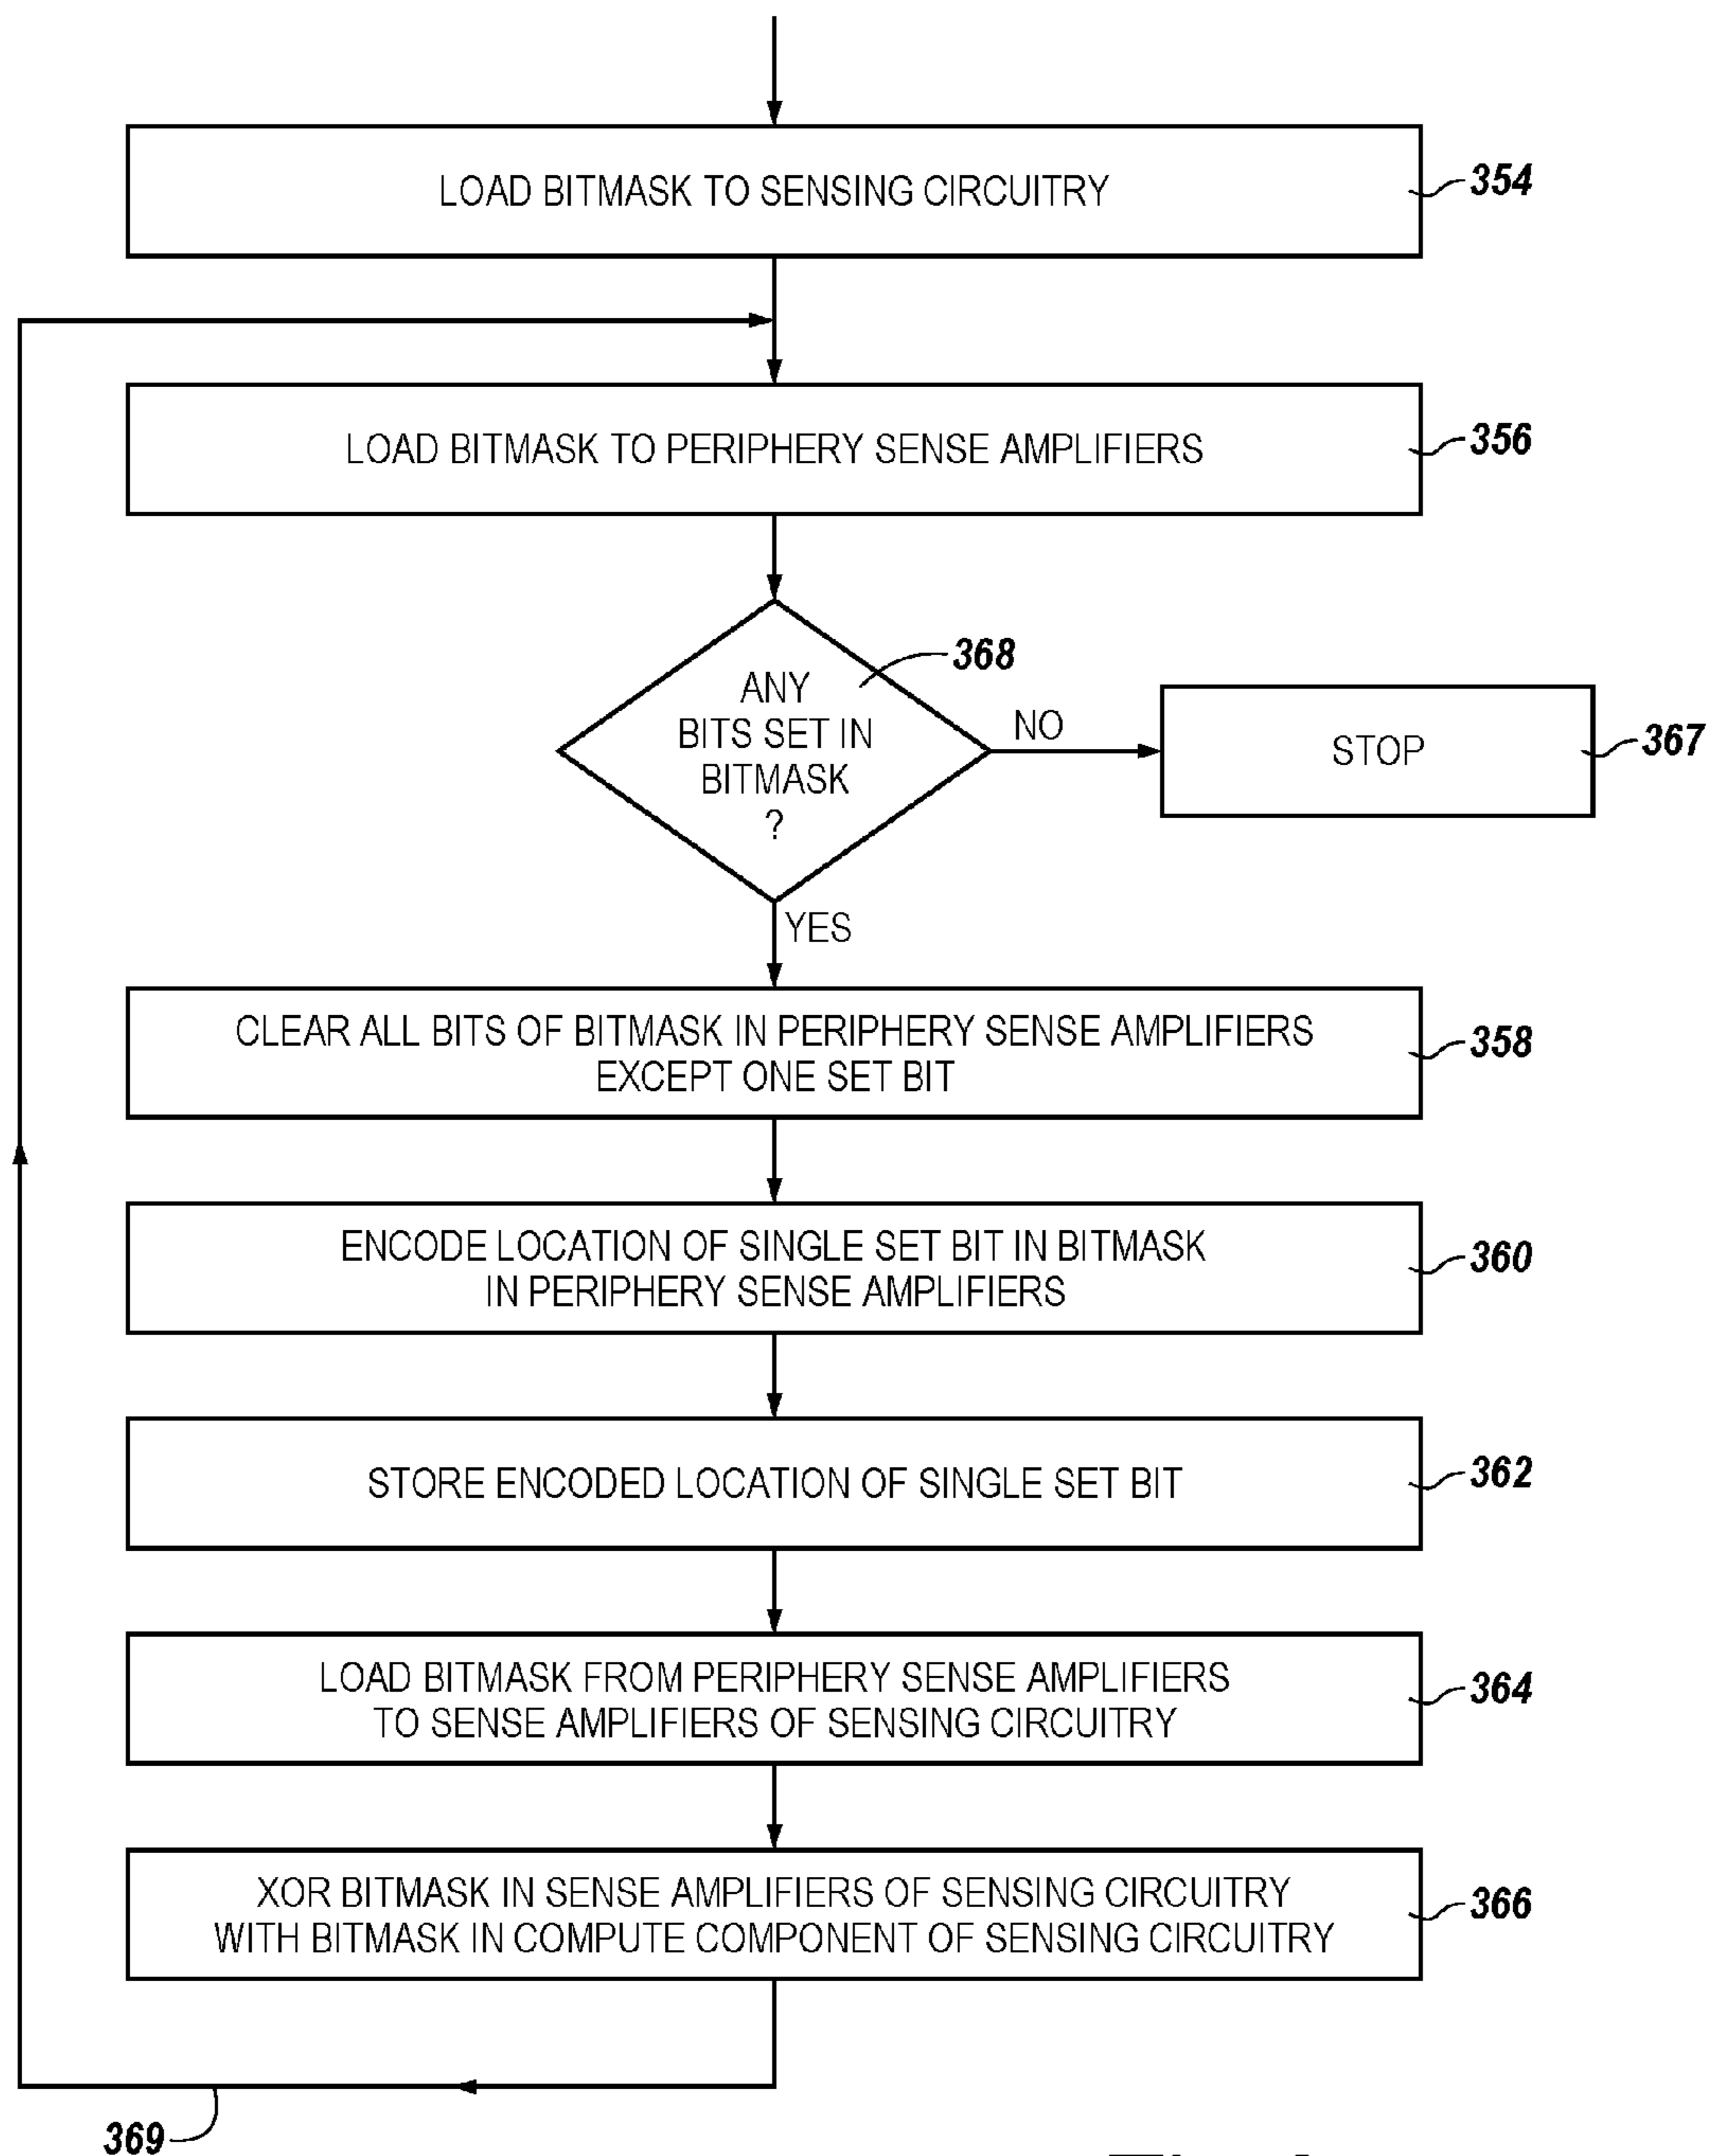 LOAD BITMASK TO SENSING CIRCUITRY
354
LOAD BITMASK TO PERIPHERY SENSE AMPLIFIERS
356
368
ANY
BITS SET IN
BITMASK
?
NO
STOP
367
YES
CLEAR ALL BITS OF BITMASK IN PERIPHERY SENSE AMPLIFIERS
EXCEPT ONE SET BIT
358
ENCODE LOCATION OF SINGLE SET BIT IN BITMASK
IN PERIPHERY SENSE AMPLIFIERS
360
STORE ENCODED LOCATION OF SINGLE SET BIT
362
LOAD BITMASK FROM PERIPHERY SENSE AMPLIFIERS
TO SENSE AMPLIFIERS OF SENSING CIRCUITRY
364
XOR BITMASK IN SENSE AMPLIFIERS OF SENSING CIRCUITRY
WITH BITMASK IN COMPUTE COMPONENT OF SENSING CIRCUITRY
366
369